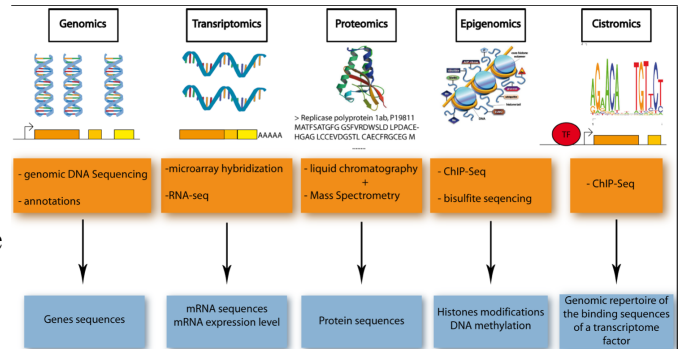 Genomics
Transriptomics
Proteomics
Epigenomics
Cistromics
AAAAA
> Replicase polyprotein 1ab, P19811
MATFSATGFG GSFVRDWSLD LPDACE-
HGAG LCCEVDGSTL CAECFRGCEG M
......
TF
- genomic DNA Sequencing
- annotations
-microarray hybridization
-RNA-seq
- liquid chromatography
+
- Mass Spectrometry
- ChIP-Seq
- bisulfite seqencing
- ChIP-Seq
e
Genes sequences
mRNA sequences
mRNA expression level
Protein sequences
Histones modifications
DNA methylation
Genomic repertoire of
the binding sequences
of a transcriptome
factor